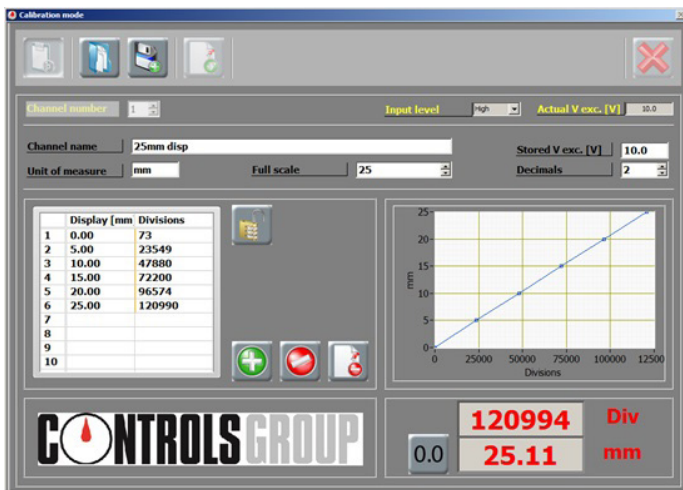 Calibration mode
Channel number 1 Input level High Actual V exc. [V] 10.0
Channel name 25mm disp Stored V exc. [V] 10.0
Unit of measure mm Full scale 25 Decimals 2
Display [mm Divisions
1 0.00 73
2 5.00 23549
3 10.00 47880
4 15.00 72200
5 20.00 96574
6 25.00 120990
7
8
9
10
25
20
15
10
5
0
mm
0 25000 50000 75000 100000 12500
Divisions
CONTROLS GROUP
120994 Div
0.0 25.11 mm